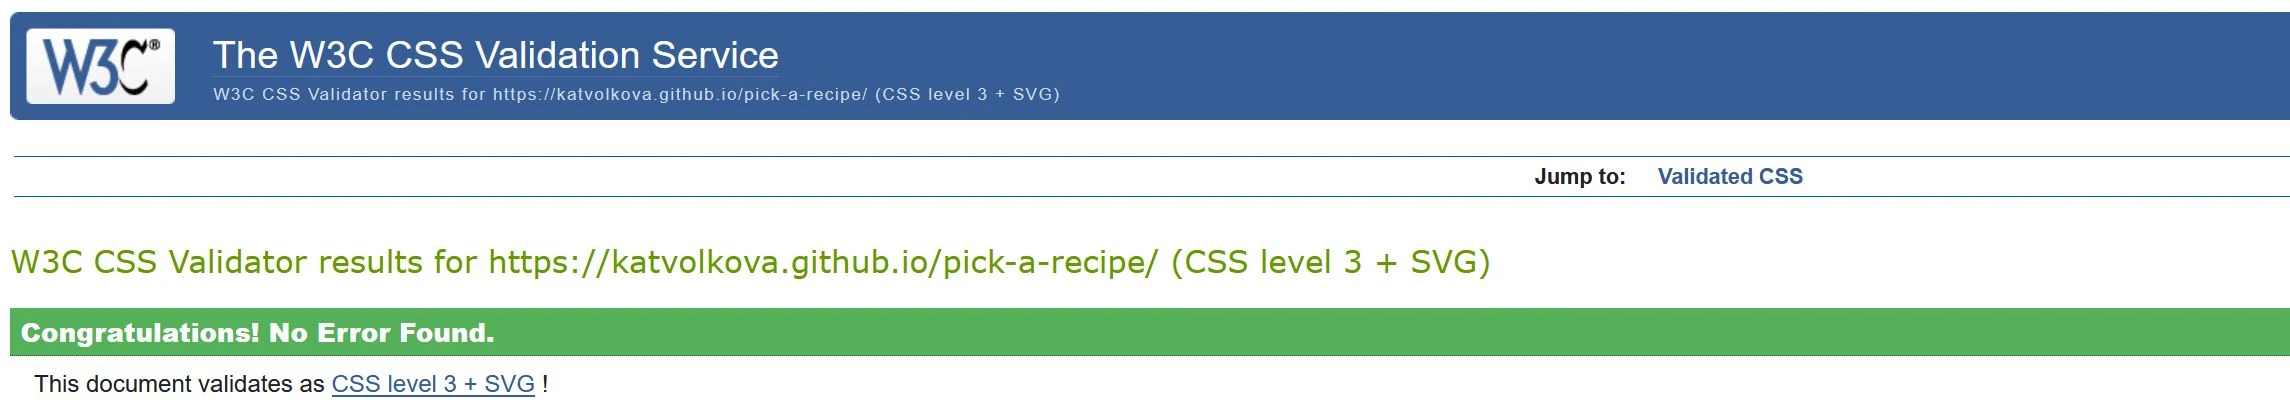 W3C®
The W3C CSS Validation Service
W3C CSS Validator results for https://katvolkova.github.io/pick-a-recipe/ (CSS level 3 + SVG)
Jump to: Validated CSS
W3C CSS Validator results for https://katvolkova.github.io/pick-a-recipe/ (CSS level 3 + SVG)
Congratulations! No Error Found.
This document validates as CSS level 3 + SVG !